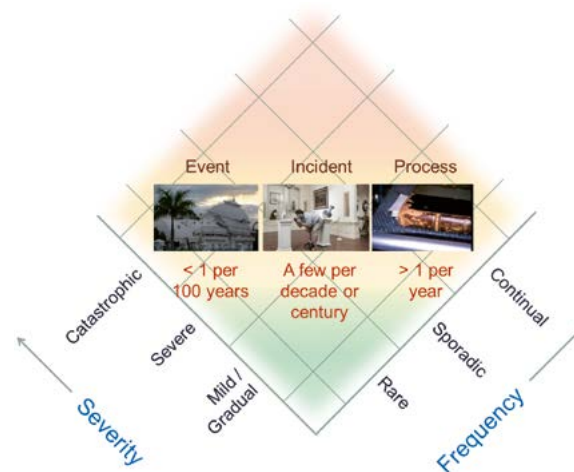 Event
Incident
Process
< 1 per
100 years
A few per
decade or
century
> 1 per
year
Catastrophic
Severe
Mild /
Gradual
Severity
Rare
Sporadic
Continual
Frequency